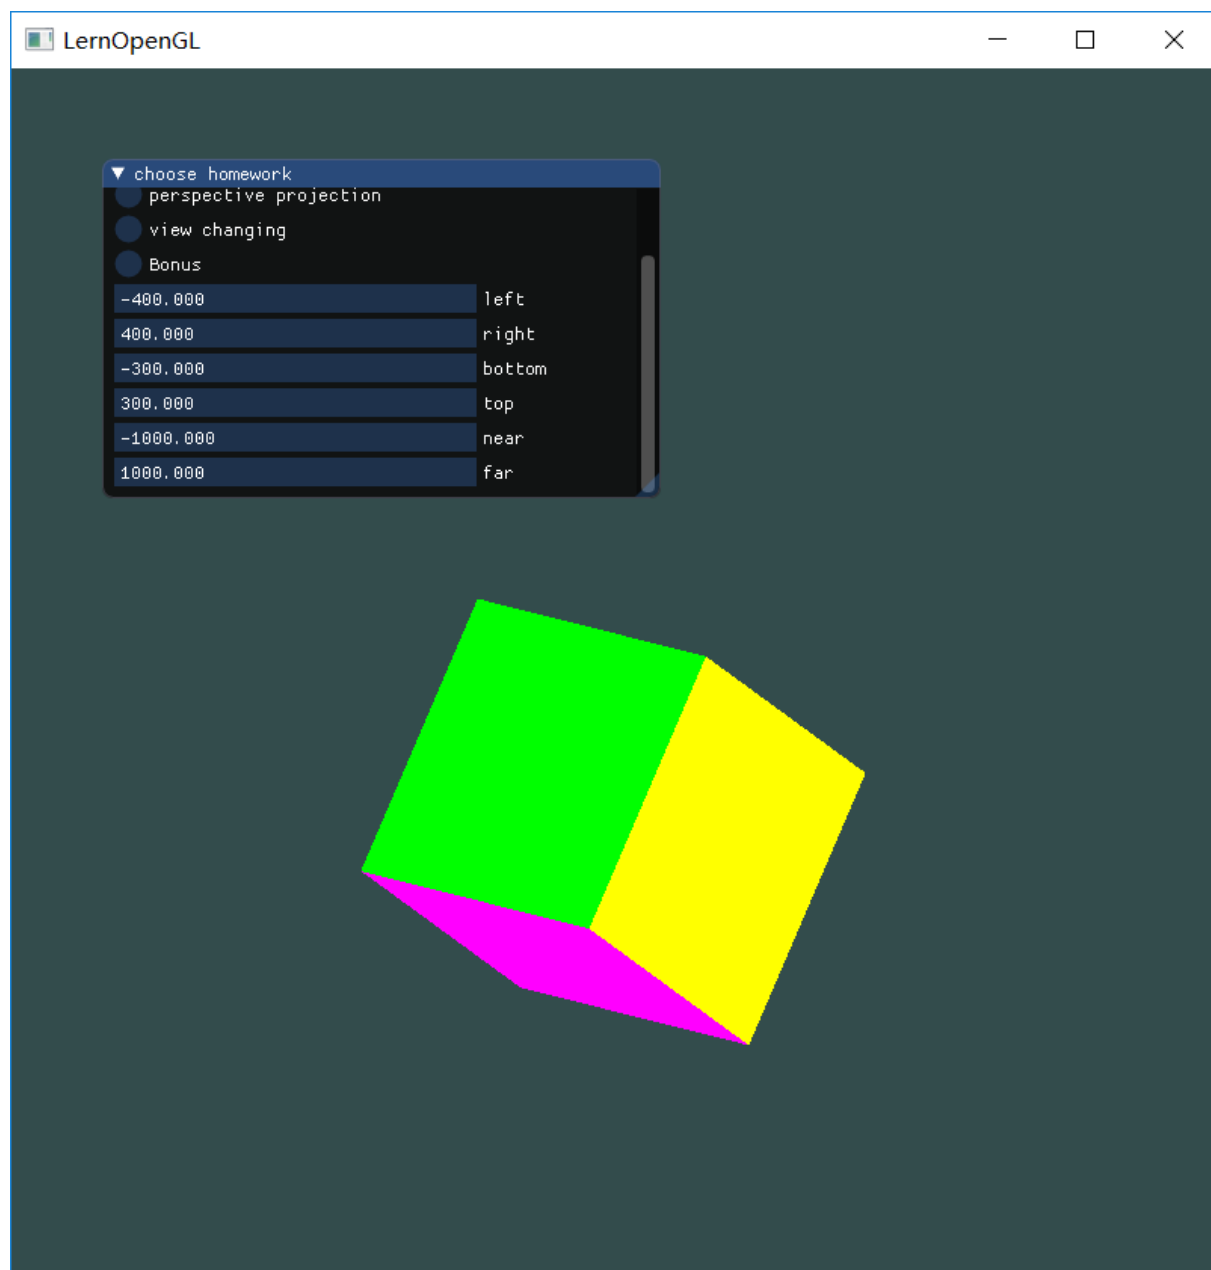 LernOpenGL
choose homework
perspective projection
view changing
Bonus
-400.000 left
400.000 right
-300.000 bottom
300.000 top
-1000.000 near
1000.000 far